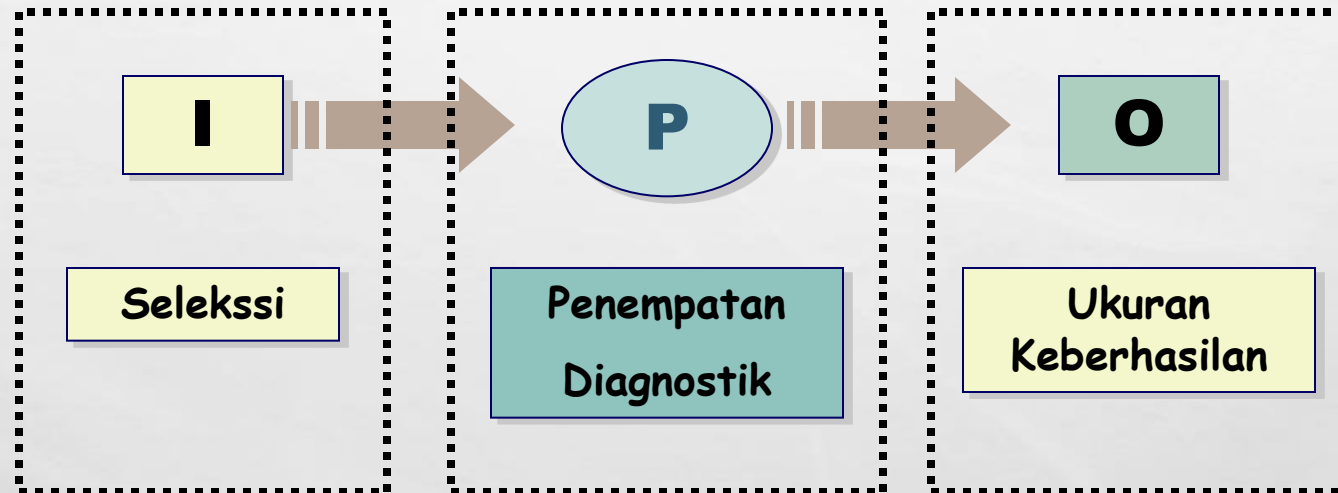 I
P
O
Selekssi
Penempatan
Diagnostik
Ukuran
Keberhasilan